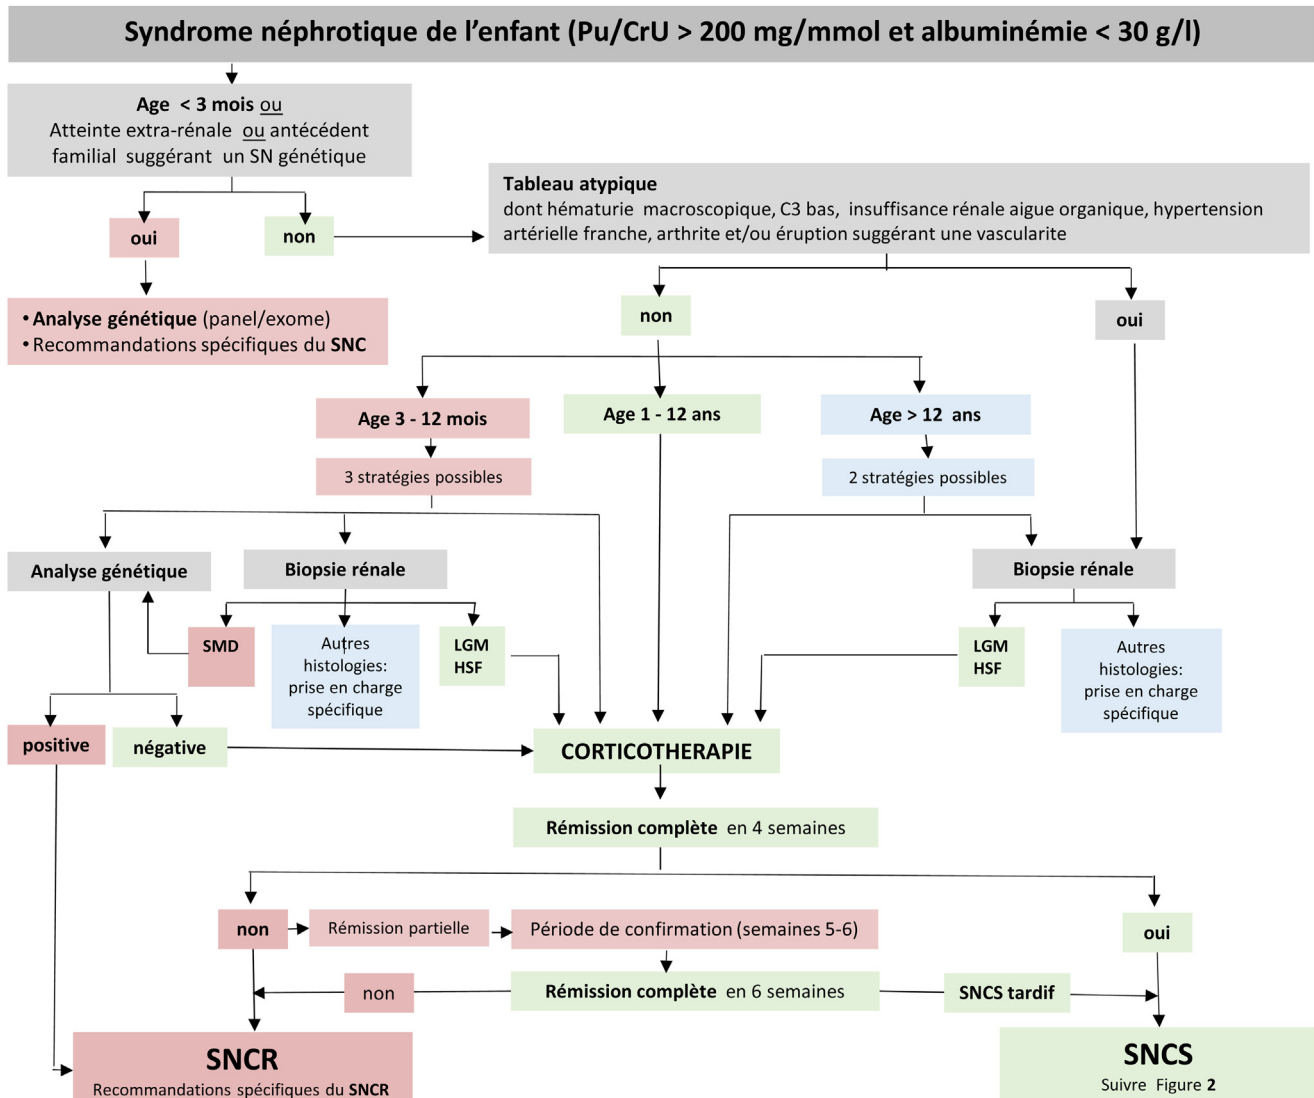 Syndrome néphrotique de l'enfant (Pu/CrU > 200 mg/mmol et albuminémie < 30 g/l)
Age < 3 mois ou
Atteinte extra-rénale ou antécédent
familial suggérant un SN génétique
oui
non
Tableau atypique
dont hématurie macroscopique, C3 bas, insuffisance rénale aigue organique, hypertension
artérielle franche, arthrite et/ou éruption suggérant une vascularite
• Analyse génétique (panel/exome)
• Recommandations spécifiques du SNC
non
oui
Age 3 - 12 mois
Age 1 - 12 ans
Age > 12 ans
3 stratégies possibles
2 stratégies possibles
Analyse génétique
Biopsie rénale
Biopsie rénale
SMD
Autres
histologies:
prise en charge
spécifique
LGM
HSF
LGM
HSF
Autres
histologies:
prise en charge
spécifique
positive
négative
CORTICOTHERAPIE
Rémission complète en 4 semaines
non
Rémission partielle
Période de confirmation (semaines 5-6)
oui
non
Rémission complète en 6 semaines
SNCS tardif
SNCR
Recommandations spécifiques du SNCR
SNCS
Suivre Figure 2